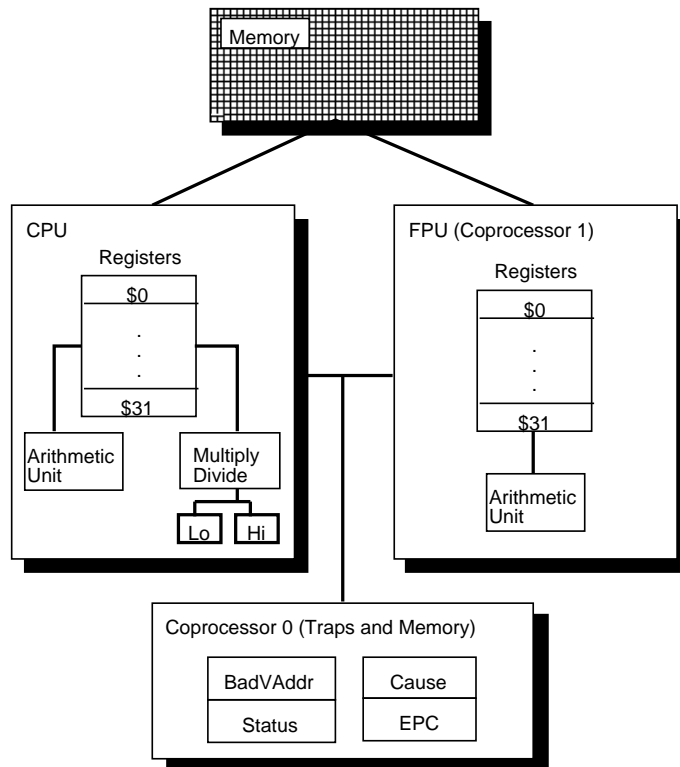 Memory
CPU
Registers
$0
.
.
.
$31
Arithmetic
Unit
Multiply
Divide
Lo
Hi
FPU (Coprocessor 1)
Registers
$0
.
.
.
$31
Arithmetic
Unit
Coprocessor 0 (Traps and Memory)
BadVAddr
Status
Cause
EPC